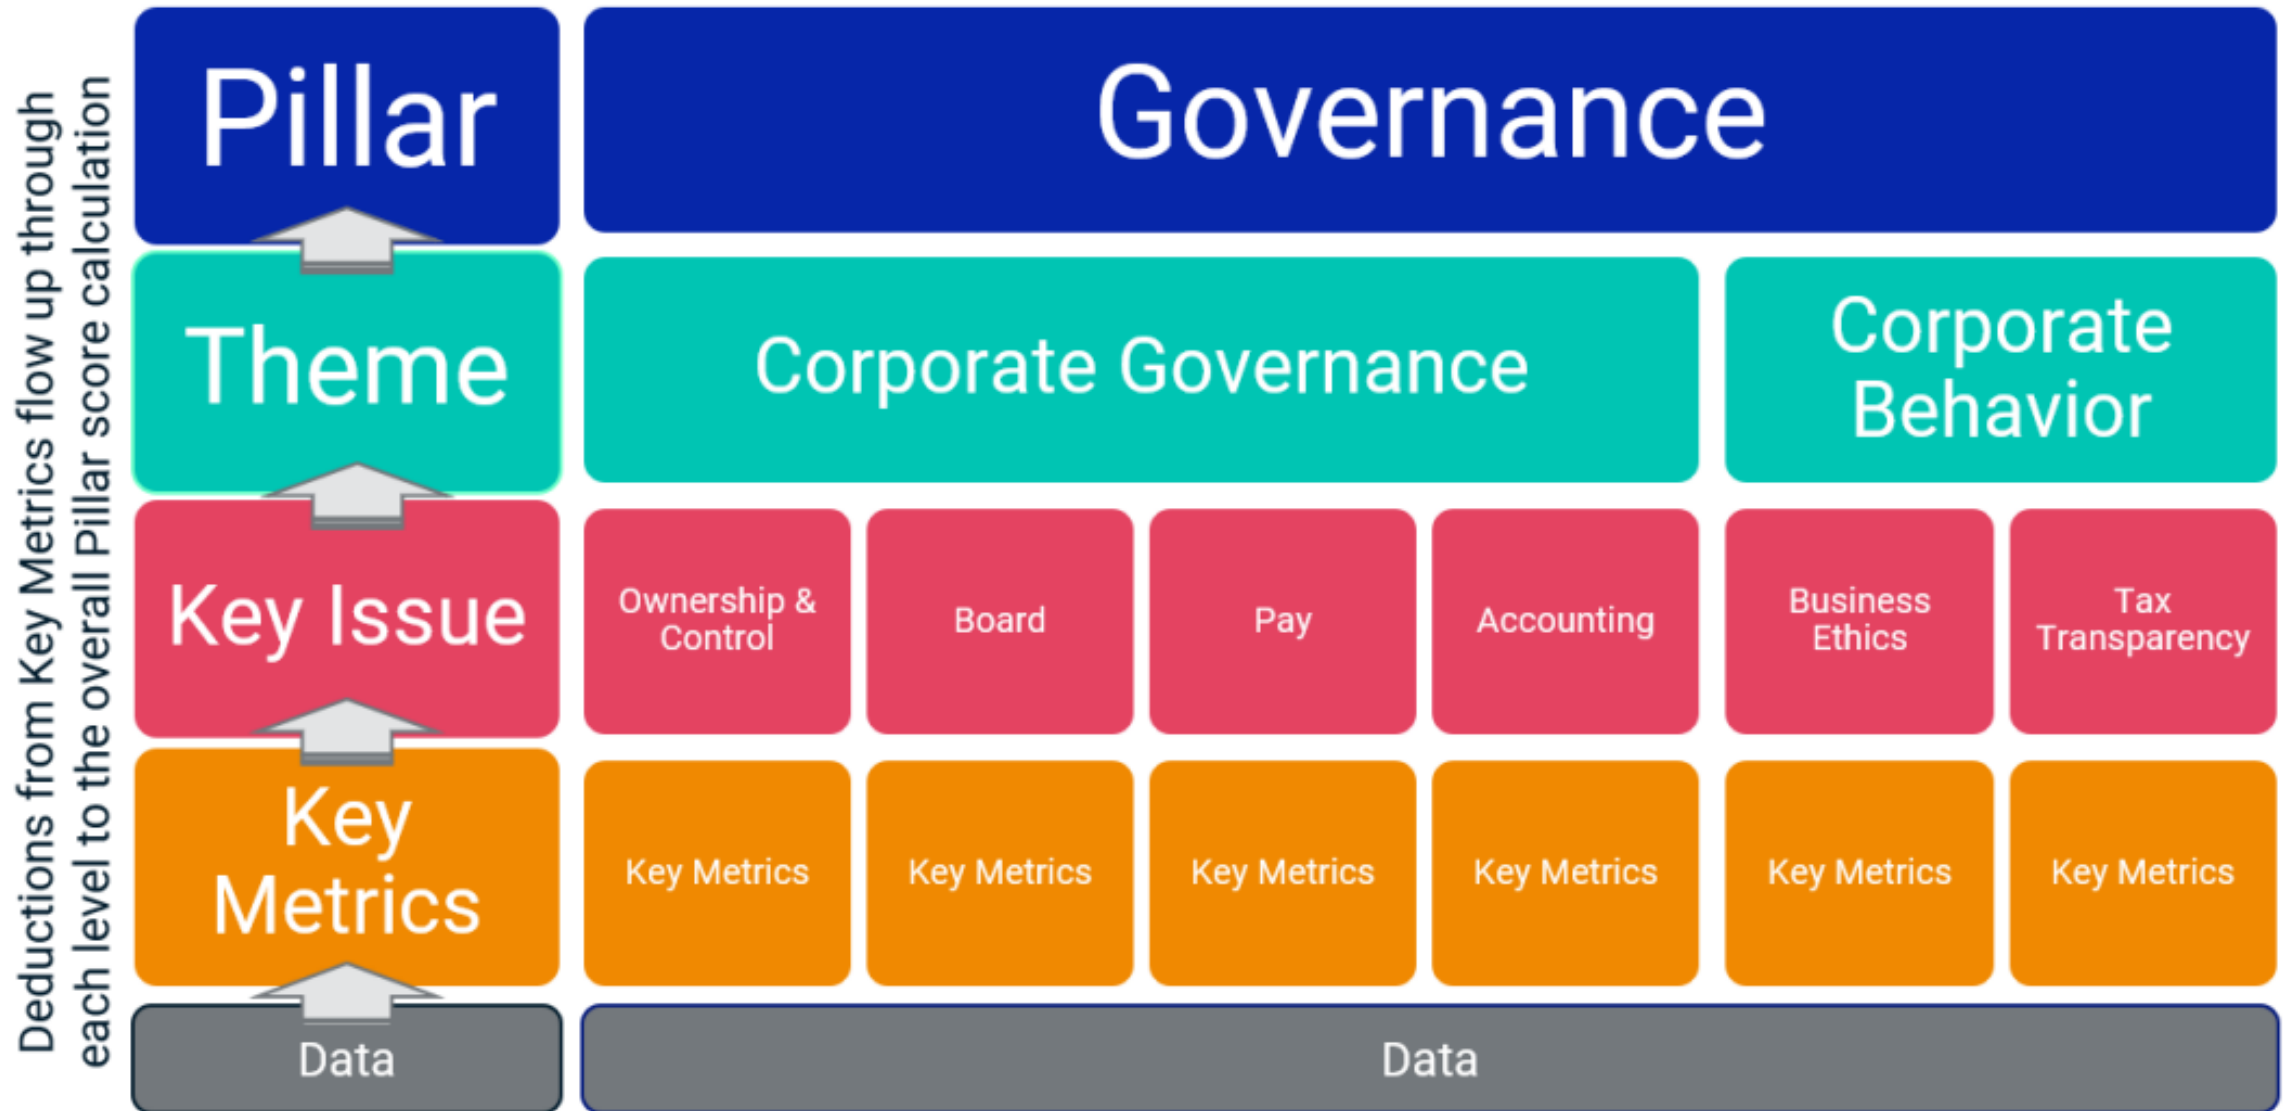 Deductions from Key Metrics flow up through
each level to the overall Pillar score calculation
Pillar
Governance
Theme
Corporate Governance
Corporate
Behavior
Key Issue
Ownership &
Control
Board
Pay
Accounting
Business
Ethics
Tax
Transparency
Key
Metrics
Key Metrics
Key Metrics
Key Metrics
Key Metrics
Key Metrics
Key Metrics
Data
Data